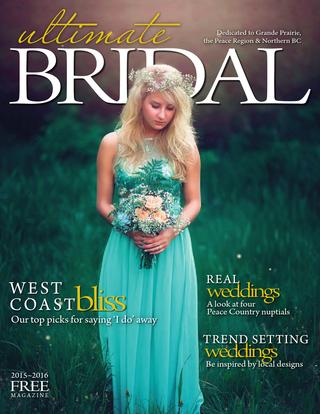 ultimate
BRIDAL
Dedicated to Grande Prairie,
the Peace Region & Northern BC
WEST
COAST bliss
Our top picks for saying 'I do' away
REAL
weddings
A look at four
Peace Country nuptials
TREND SETTING
weddings
Be inspired by local designs
2015~2016
FREE
MAGAZINE